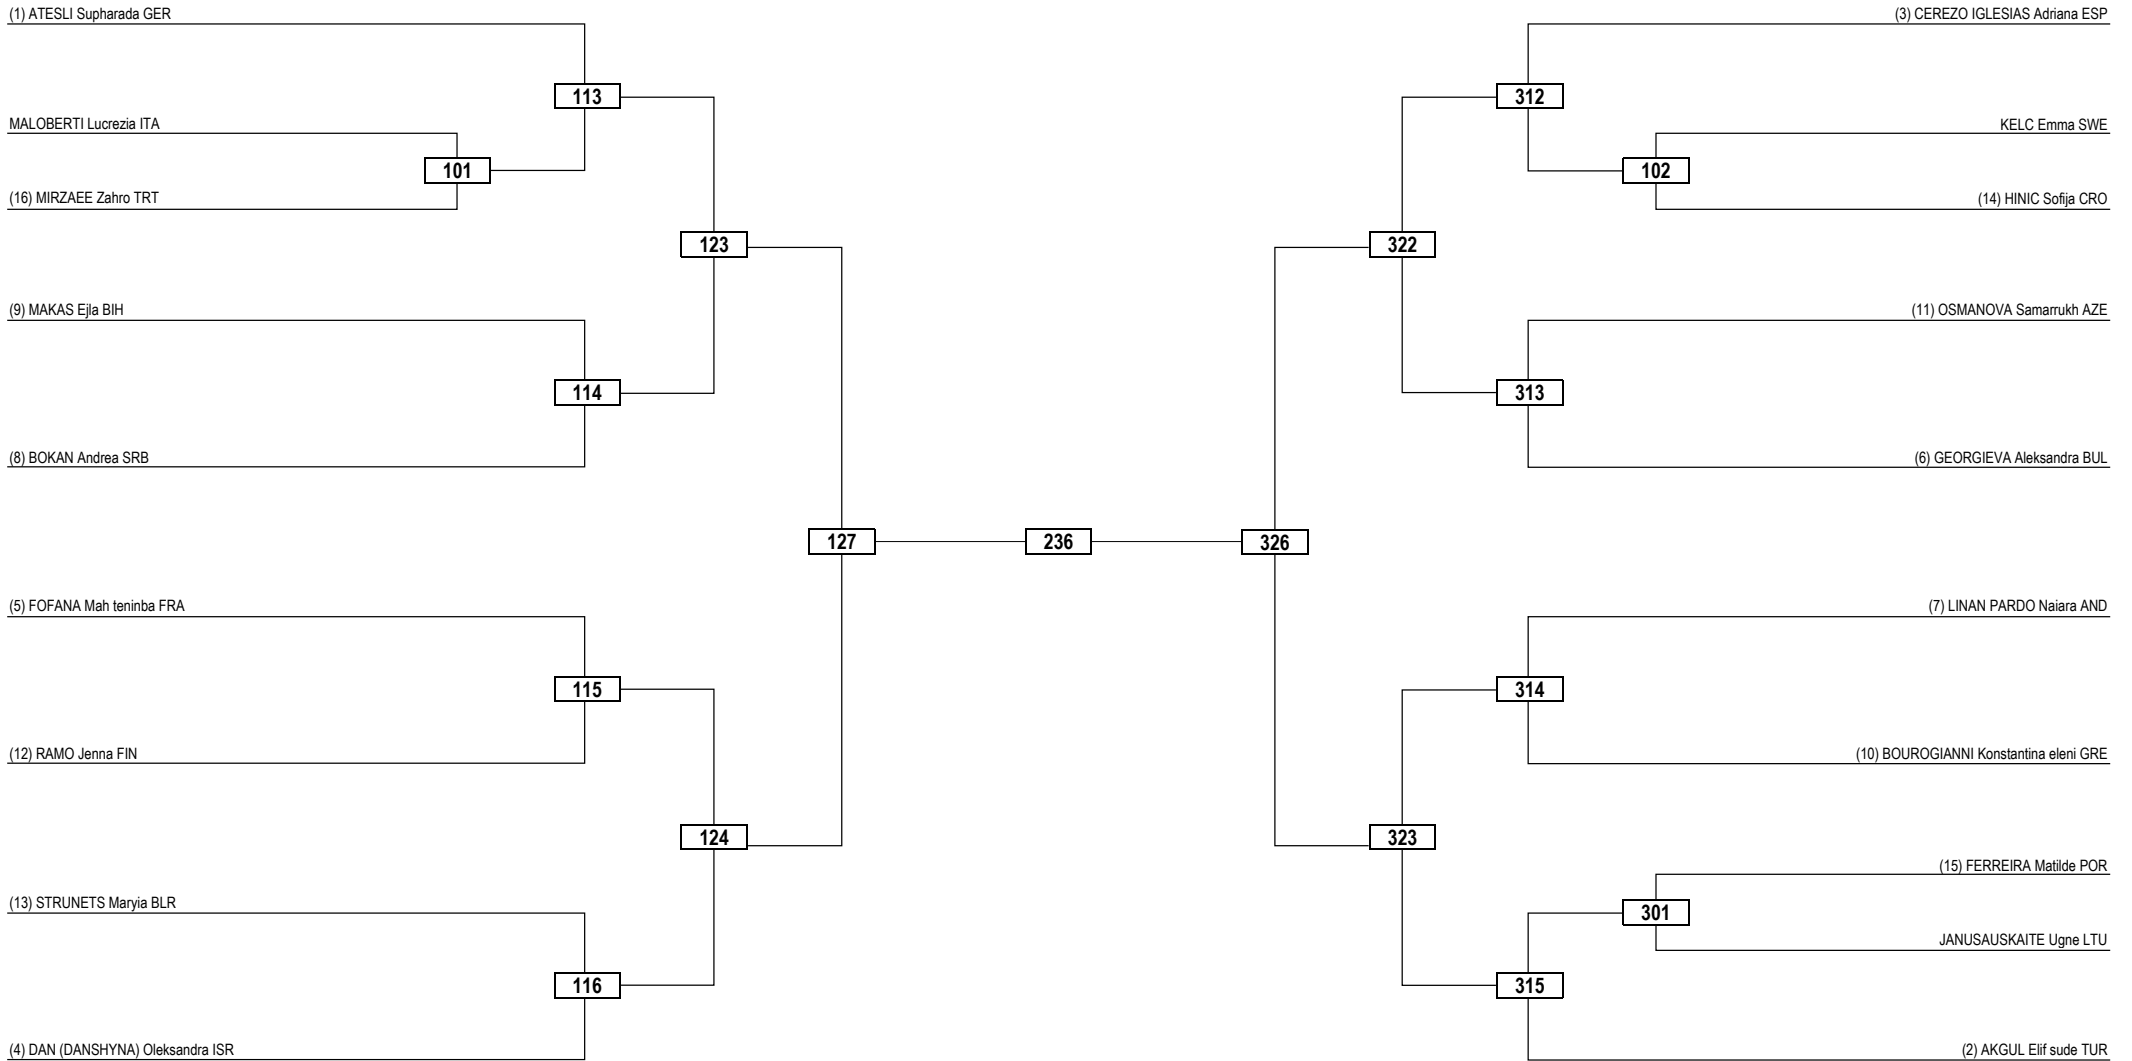 (1) ATESLI Supharada GER
(3) CEREZO IGLESIAS Adriana ESP
113
312
MALOBERTI Lucrezia ITA
KELC Emma SWE
101
102
(16) MIRZAEE Zahro TRT
(14) HINIC Sofija CRO
123
322
(9) MAKAS Ejla BIH
(11) OSMANOVA Samarrukh AZE
114
313
(8) BOKAN Andrea SRB
(6) GEORGIEVA Aleksandra BUL
127
236
326
(5) FOFANA Mah teninba FRA
(7) LINAN PARDO Naiara AND
115
314
(12) RAMO Jenna FIN
(10) BOUROGIANNI Konstantina eleni GRE
124
323
(15) FERREIRA Matilde POR
(13) STRUNETS Maryia BLR
301
JANUSAUSKAITE Ugne LTU
116
315
(4) DAN (DANSHYNA) Oleksandra ISR
(2) AKGUL Elif sude TUR